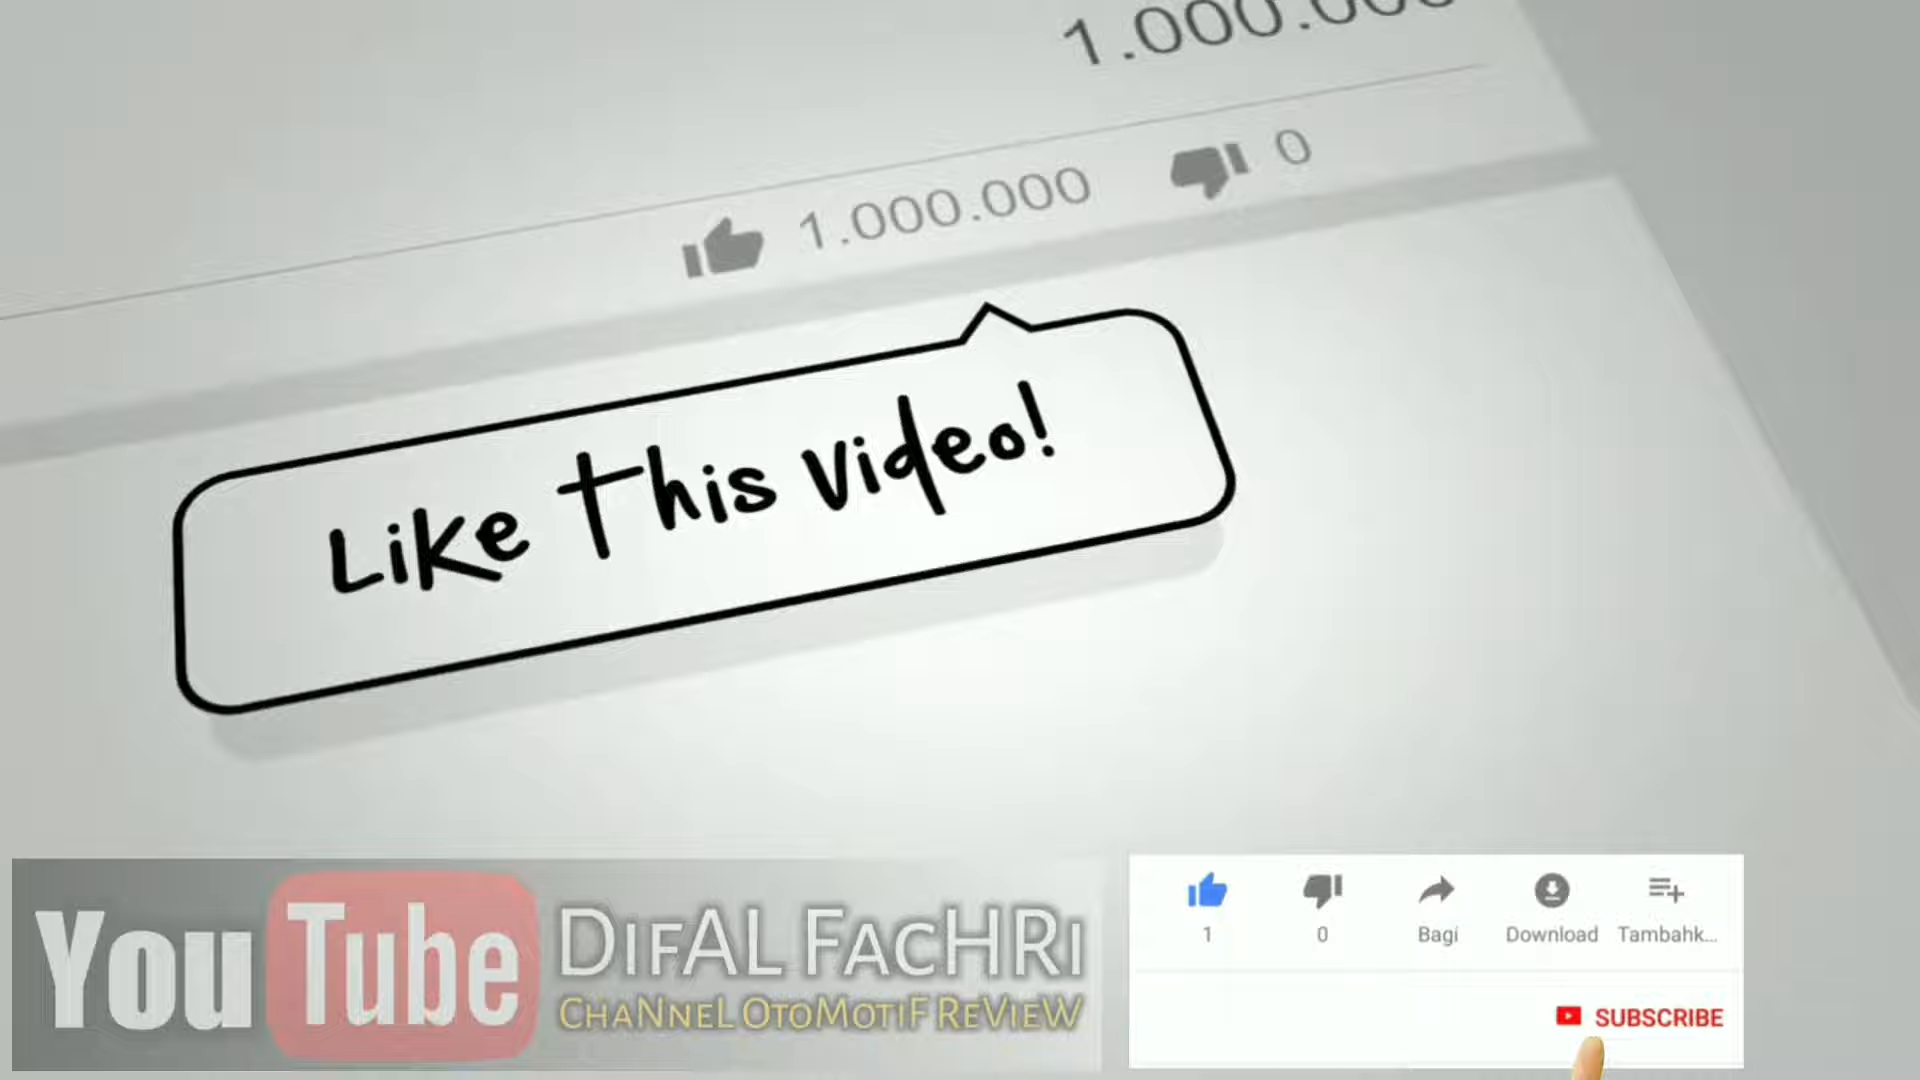 1.000.000
1.000.000 0
Like this video!
YouTube
DifAL FacHRi
ChaNneL OtoMotiF ReVieW
1 0 Bagi Download Tambahk...
SUBSCRIBE